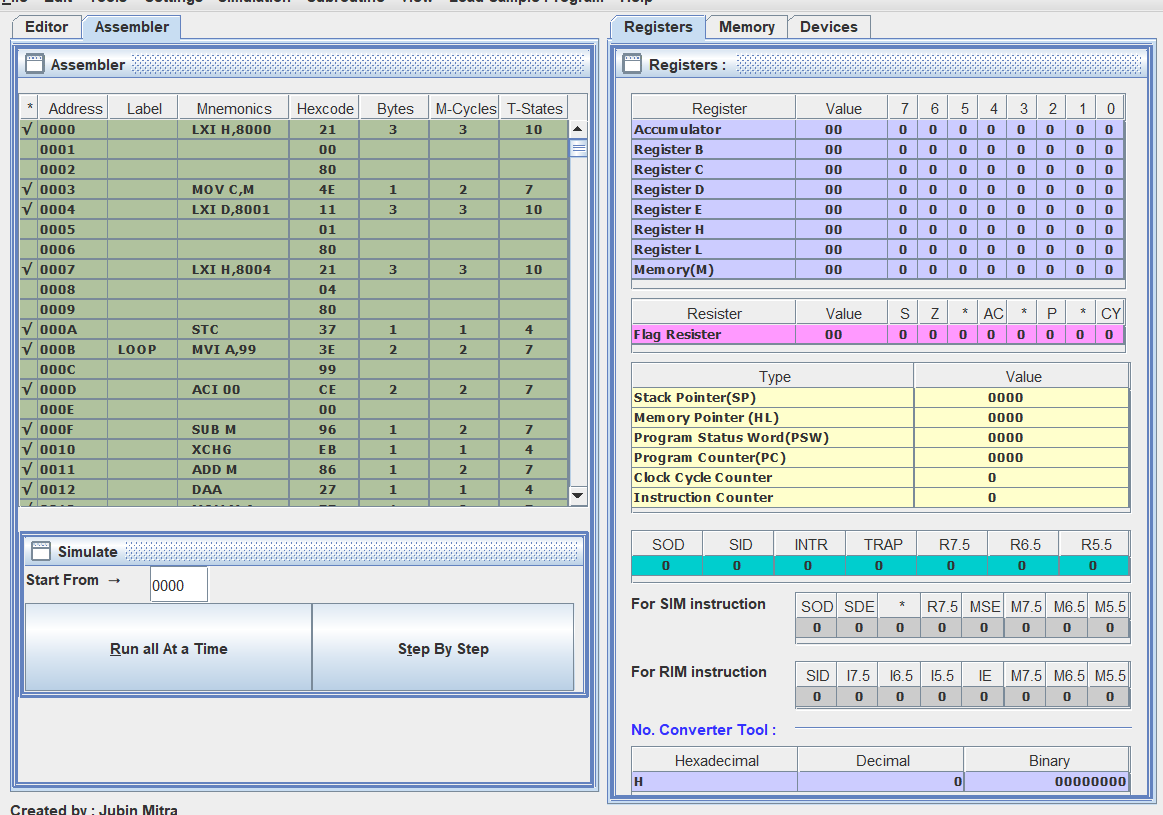 File Edit Tools Settings Simulation Subroutine View Load Sample Program Help
Editor Assembler
Assembler
* Address Label Mnemonics Hexcode Bytes M-Cycles T-States
√ 0000 LXI H,8000 21 3 3 10
0001 00
0002 80
√ 0003 MOV C,M 4E 1 2 7
√ 0004 LXI D,8001 11 3 3 10
0005 01
0006 80
√ 0007 LXI H,8004 21 3 3 10
0008 04
0009 80
√ 000A STC 37 1 1 4
√ 000B LOOP MVI A,99 3E 2 2 7
000C 99
√ 000D ACI 00 CE 2 2 7
000E 00
√ 000F SUB M 96 1 2 7
√ 0010 XCHG EB 1 1 4
√ 0011 ADD M 86 1 2 7
√ 0012 DAA 27 1 1 4
Simulate
Start From → 0000
Run all At a Time Step By Step
Created by : Jubin Mitra
Registers Memory Devices
Registers :
Register Value 7 6 5 4 3 2 1 0
Accumulator 00 0 0 0 0 0 0 0 0
Register B 00 0 0 0 0 0 0 0 0
Register C 00 0 0 0 0 0 0 0 0
Register D 00 0 0 0 0 0 0 0 0
Register E 00 0 0 0 0 0 0 0 0
Register H 00 0 0 0 0 0 0 0 0
Register L 00 0 0 0 0 0 0 0 0
Memory(M) 00 0 0 0 0 0 0 0 0
Resister Value S Z * AC * P * CY
Flag Resister 00 0 0 0 0 0 0 0 0
Type Value
Stack Pointer(SP) 0000
Memory Pointer (HL) 0000
Program Status Word(PSW) 0000
Program Counter(PC) 0000
Clock Cycle Counter 0
Instruction Counter 0
SOD SID INTR TRAP R7.5 R6.5 R5.5
0 0 0 0 0 0 0
For SIM instruction
SOD SDE * R7.5 MSE M7.5 M6.5 M5.5
0 0 0 0 0 0 0 0
For RIM instruction
SID I7.5 I6.5 I5.5 IE M7.5 M6.5 M5.5
0 0 0 0 0 0 0 0
No. Converter Tool :
Hexadecimal Decimal Binary
H 0 00000000